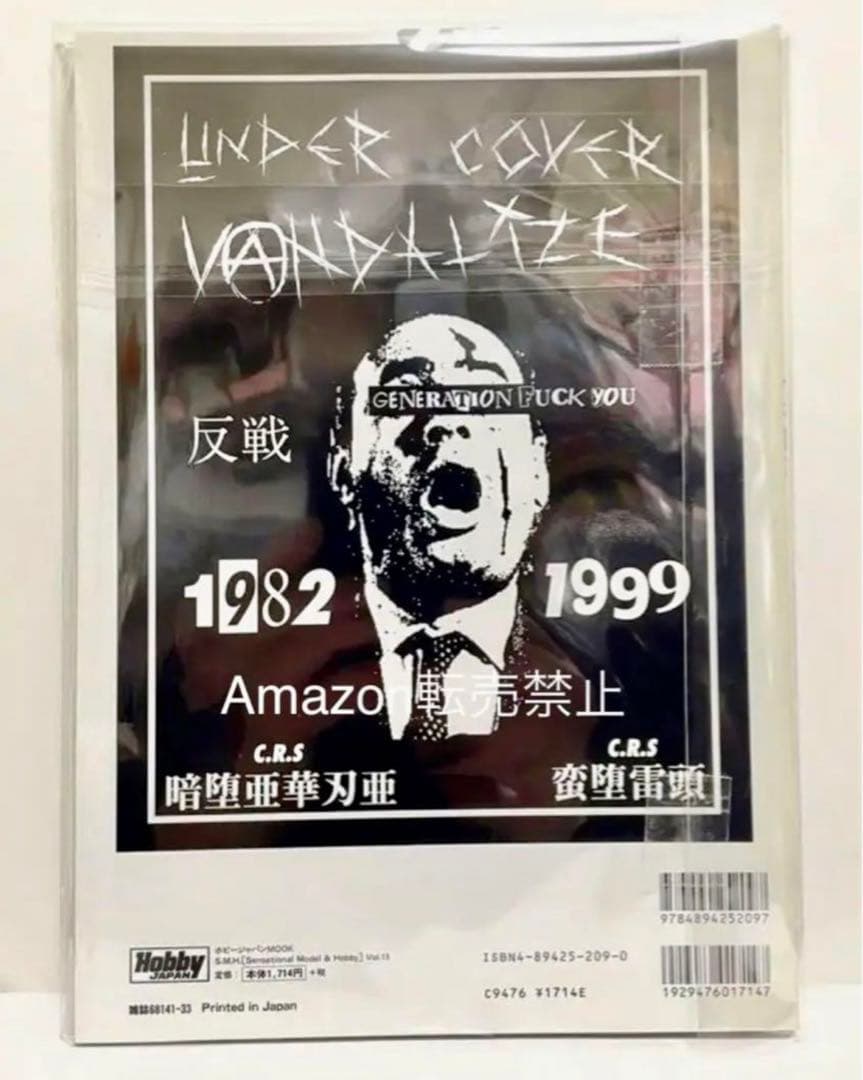 UNDER COVER
VANDALIZE
GENERATION FUCK YOU
反戦
1982 1999
Amazon転売禁止
C.R.S C.R.S
暗堕亜華刃亜 蛮堕雷頭
9784894252097
Hobby JAPAN
ホビージャパンMOOK
S.M.H.[Sensational Model & Hobby] Vol.13
定価: 本体1,714円 +税
ISBN4-89425-209-0
C9476 ¥1714E
1929476017147
雑誌68141-33 Printed in Japan